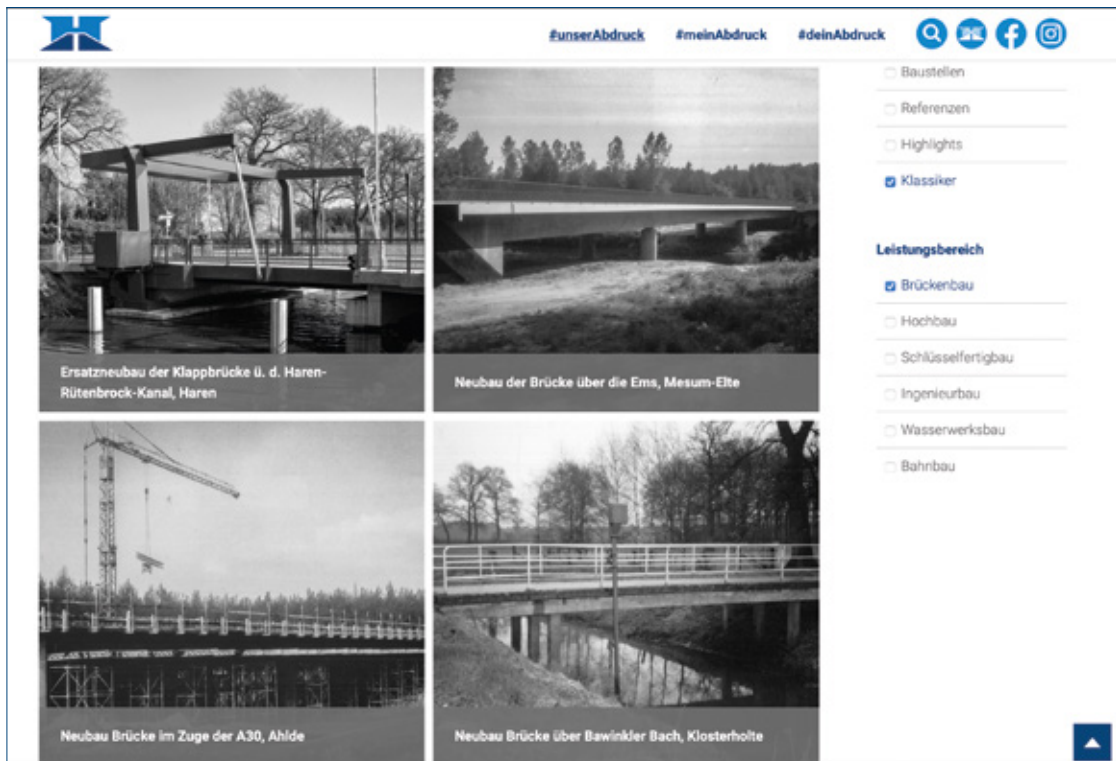 #unserAbdruck #meinAbdruck #deinAbdruck
Baustellen
Referenzen
Highlights
Klassiker
Leistungsbereich
Brückenbau
Hochbau
Schlüsselfertigbau
Ingenieurbau
Wasserwerksbau
Bahnbau
Ersatzneubau der Klappbrücke ü. d. Haren-
Rütenbrock-Kanal, Haren
Neubau der Brücke über die Ems, Mesum-Elte
Neubau Brücke im Zuge der A30, Ahlde
Neubau Brücke über Bawinkler Bach, Klosterholte